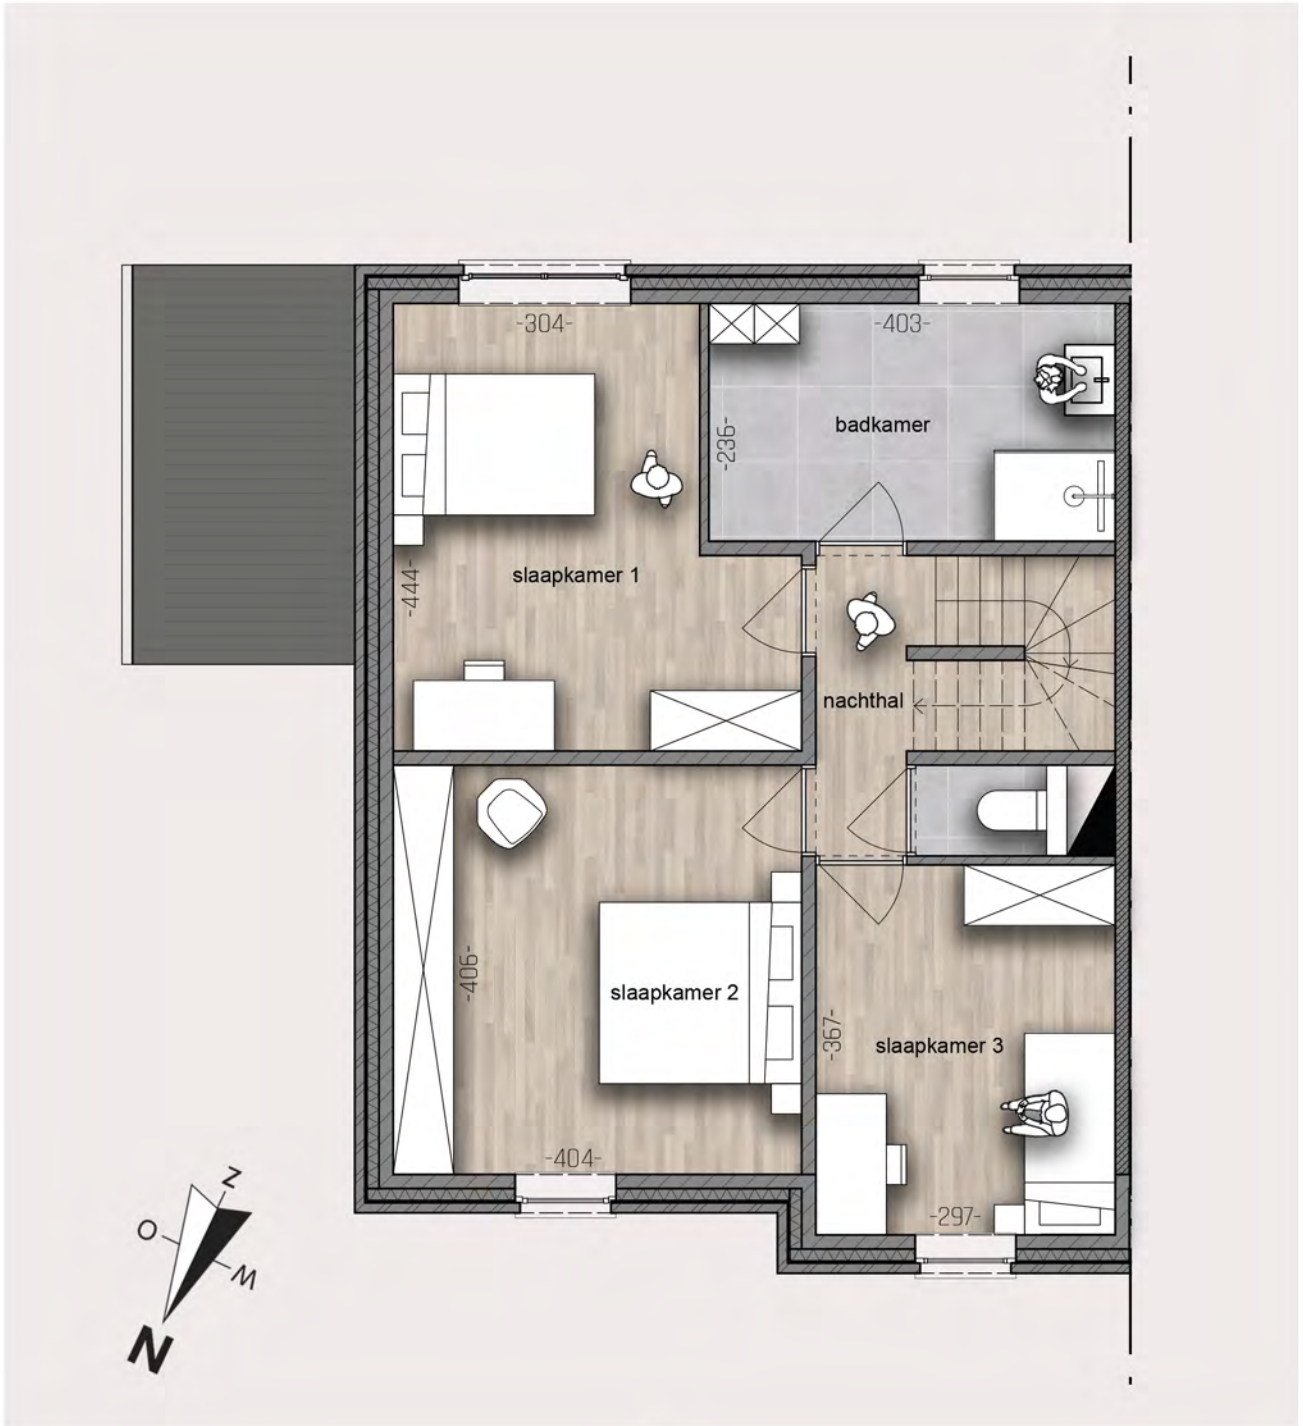 -304-
-403-
-236-
badkamer
slaapkamer 1
-444-
nachthal
-406-
slaapkamer 2
-367-
slaapkamer 3
-404-
-297-
Z
O
W
N